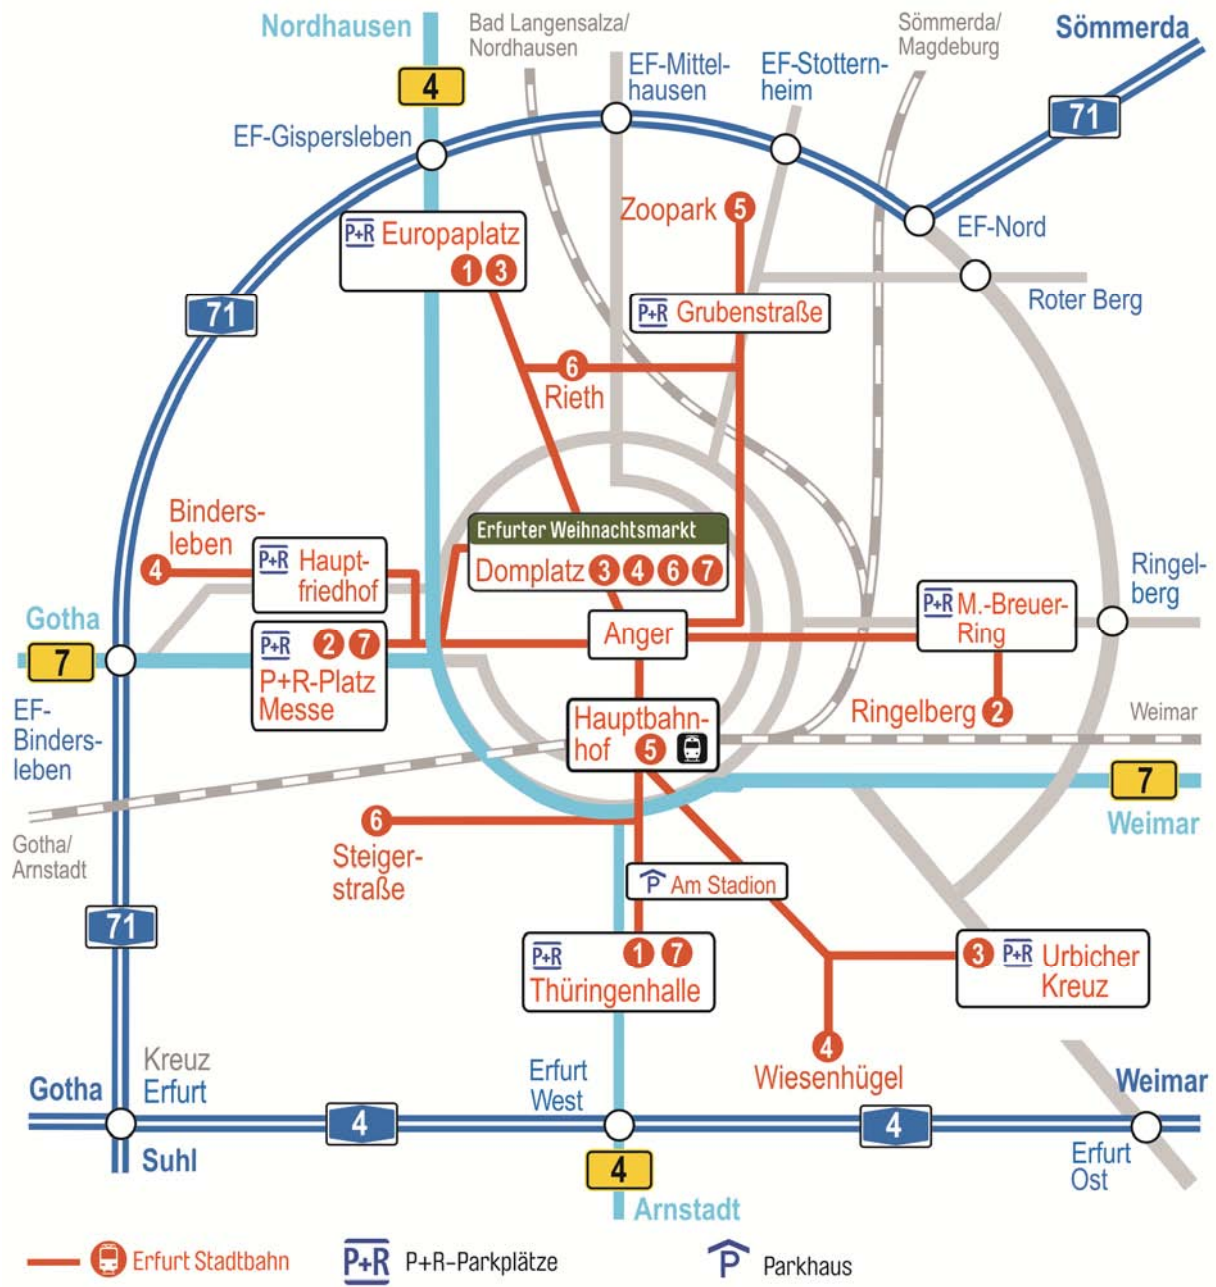 Nordhausen
Bad Langensalza/
Nordhausen
Sömmerda/
Magdeburg
Sömmerda
4
EF-Mittel-
hausen
EF-Stottern-
heim
71
EF-Gispersleben
Zoopark 5
EF-Nord
P+R Europaplatz
1 3
Roter Berg
71
P+R Grubenstraße
6
Rieth
Binders-
leben
4
P+R Haupt-
friedhof
Erfurter Weihnachtsmarkt
Domplatz 3 4 6 7
Ringel-
berg
Gotha
7
P+R 2 7
P+R-Platz
Messe
Anger
P+R M.-Breuer-
Ring
EF-
Binders-
leben
Hauptbahn-
hof 5
Ringelberg 2
Weimar
7
Weimar
Gotha/
Arnstadt
6
Steiger-
straße
P Am Stadion
71
P+R 1 7
Thüringenhalle
3 P+R Urbicher
Kreuz
4
Wiesenhügel
Kreuz
Erfurt
Gotha
Erfurt
West
Weimar
4
4
Suhl
4
Erfurt
Ost
Arnstadt
Erfurt Stadtbahn
P+R P+R-Parkplätze
P Parkhaus